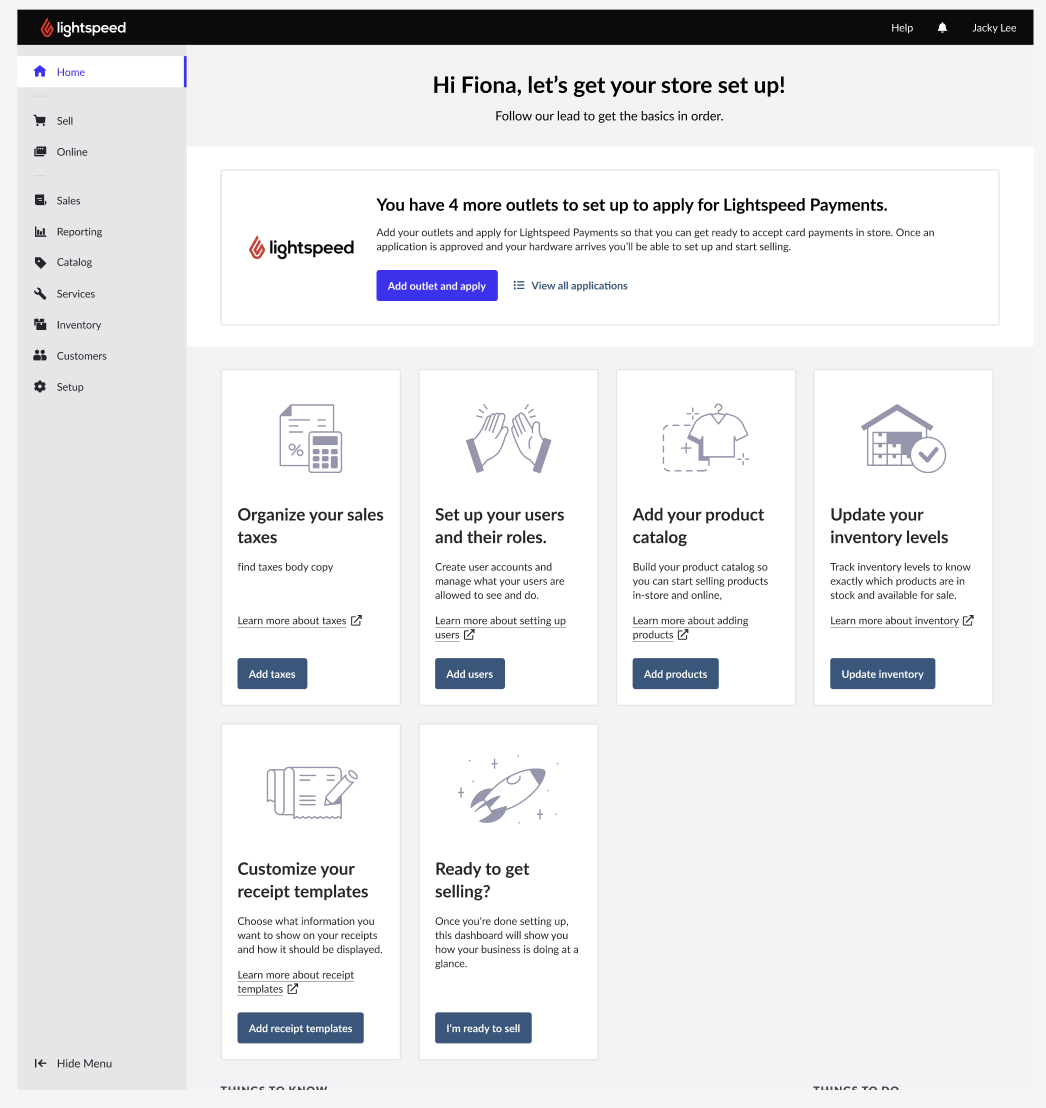 lightspeed
Help
Jacky Lee
Home
Sell
Online
Sales
Reporting
Catalog
Services
Inventory
Customers
Setup
Hide Menu
Hi Fiona, let’s get your store set up!
Follow our lead to get the basics in order.
lightspeed
You have 4 more outlets to set up to apply for Lightspeed Payments.
Add your outlets and apply for Lightspeed Payments so that you can get ready to accept card payments in store. Once an
application is approved and your hardware arrives you’ll be able to set up and start selling.
Add outlet and apply
View all applications
%
Organize your sales
taxes
find taxes body copy
Learn more about taxes
Add taxes
Set up your users
and their roles.
Create user accounts and
manage what your users are
allowed to see and do.
Learn more about setting up
users
Add users
Add your product
catalog
Build your product catalog so
you can start selling products
in-store and online,
Learn more about adding
products
Add products
Update your
inventory levels
Track inventory levels to know
exactly which products are in
stock and available for sale.
Learn more about inventory
Update inventory
Customize your
receipt templates
Choose what information you
want to show on your receipts
and how it should be displayed.
Learn more about receipt
templates
Add receipt templates
Ready to get
selling?
Once you’re done setting up,
this dashboard will show you
how your business is doing at a
glance.
I’m ready to sell
THINGS TO KNOW
THINGS TO DO